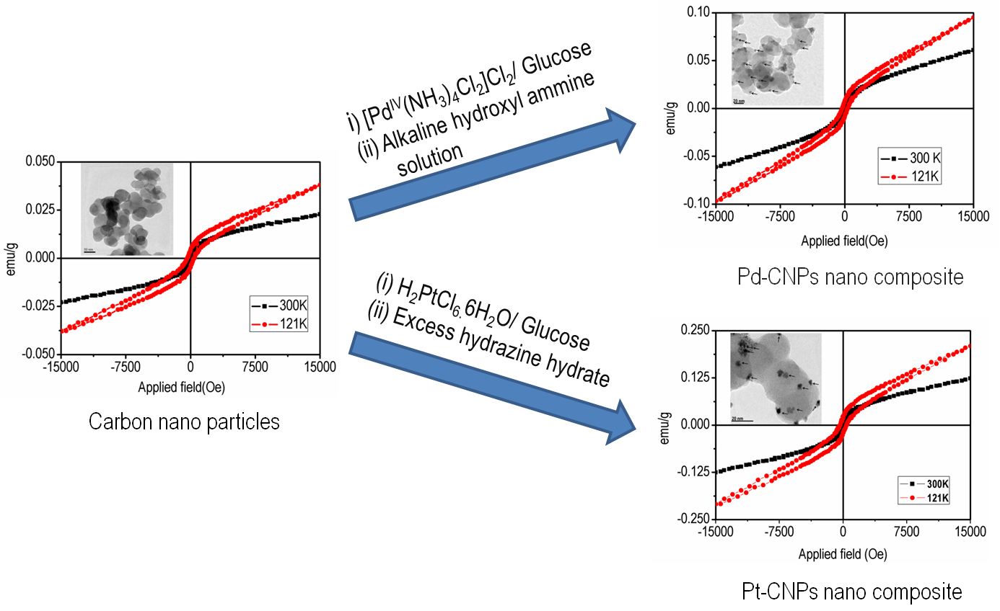 0.050
0.025
0.000
-0.025
-0.050
emu/g
50 nm
300K
121K
-15000 -7500 0 7500 15000
Applied field(Oe)
Carbon nano particles
i) [Pd^IV(NH3)4Cl2]Cl2/ Glucose
(ii) Alkaline hydroxyl ammine
solution
(i) H2PtCl6.6H2O/ Glucose
(ii) Excess hydrazine hydrate
0.10
0.05
0.00
-0.05
-0.10
emu/g
20 nm
300 K
121K
-15000 -7500 0 7500 15000
Applied field(Oe)
Pd-CNPs nano composite
0.250
0.125
0.000
-0.125
-0.250
emu/g
20 nm
300K
121K
-15000 -7500 0 7500 15000
Applied field (Oe)
Pt-CNPs nano composite